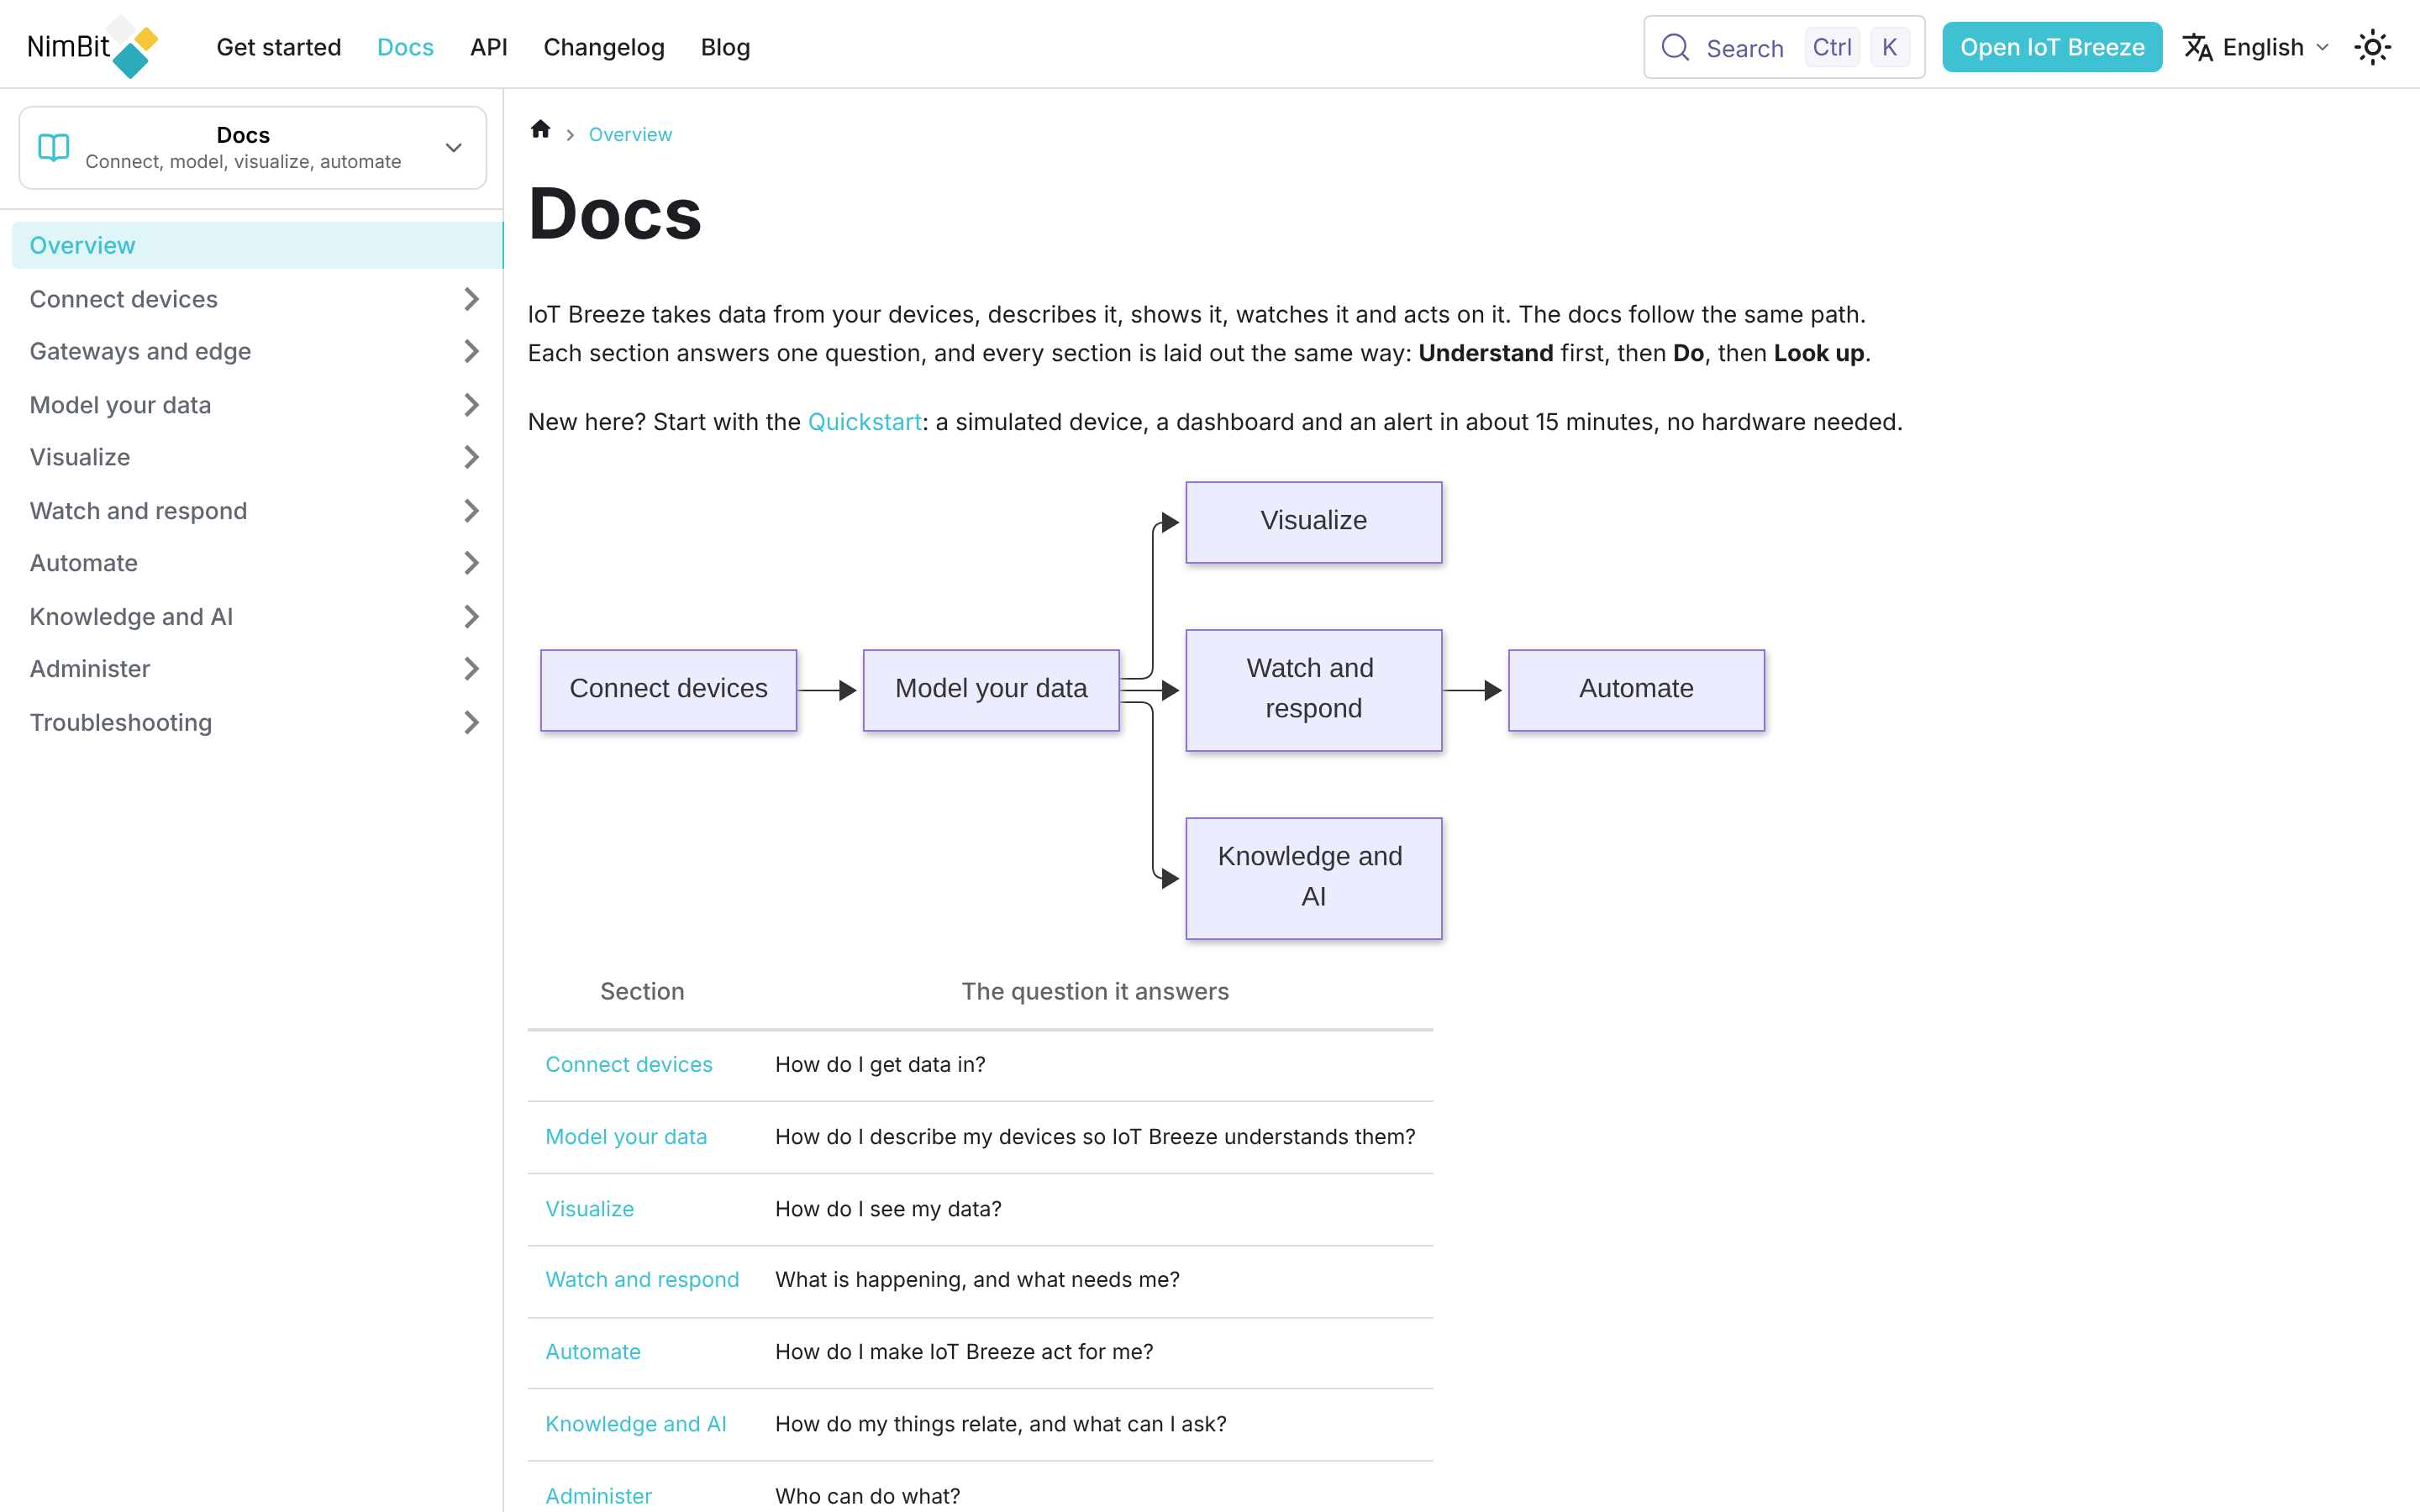 NimBit
Get started
Docs
API
Changelog
Blog
Search
Ctrl
K
Open IoT Breeze
English
Docs
Connect, model, visualize, automate
Overview
Connect devices
Gateways and edge
Model your data
Visualize
Watch and respond
Automate
Knowledge and AI
Administer
Troubleshooting
Overview
Docs
IoT Breeze takes data from your devices, describes it, shows it, watches it and acts on it. The docs follow the same path.
Each section answers one question, and every section is laid out the same way: Understand first, then Do, then Look up.
New here? Start with the Quickstart: a simulated device, a dashboard and an alert in about 15 minutes, no hardware needed.
Visualize
Connect devices
Model your data
Watch and
respond
Automate
Knowledge and
AI
Section
The question it answers
Connect devices
How do I get data in?
Model your data
How do I describe my devices so IoT Breeze understands them?
Visualize
How do I see my data?
Watch and respond
What is happening, and what needs me?
Automate
How do I make IoT Breeze act for me?
Knowledge and AI
How do my things relate, and what can I ask?
Administer
Who can do what?